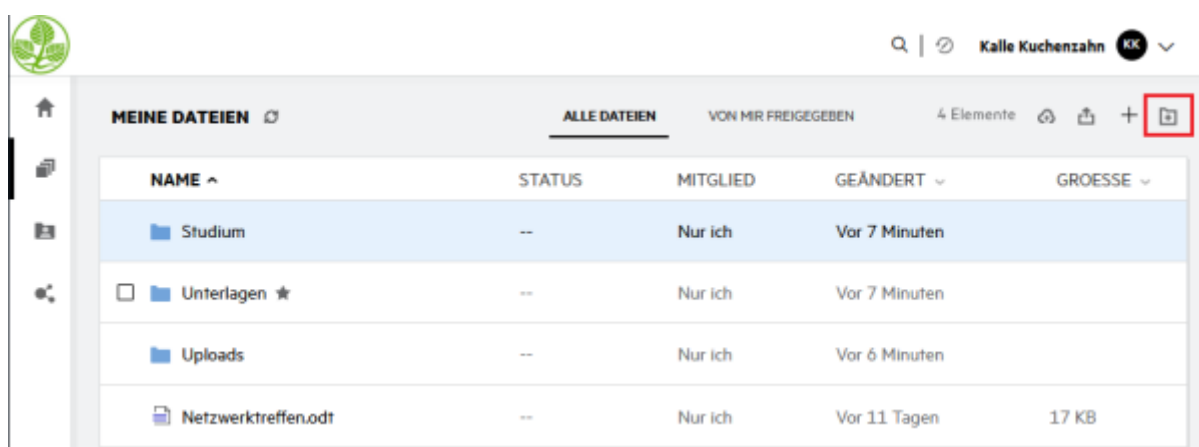 Kalle Kuchenzahn KK
MEINE DATEIEN ALLE DATEIEN VON MIR FREIGEGEBEN 4 Elemente
NAME STATUS MITGLIED GEÄNDERT GROESSE
Studium -- Nur ich Vor 7 Minuten
Unterlagen -- Nur ich Vor 7 Minuten
Uploads -- Nur ich Vor 6 Minuten
Netzwerktreffen.odt -- Nur ich Vor 11 Tagen 17 KB